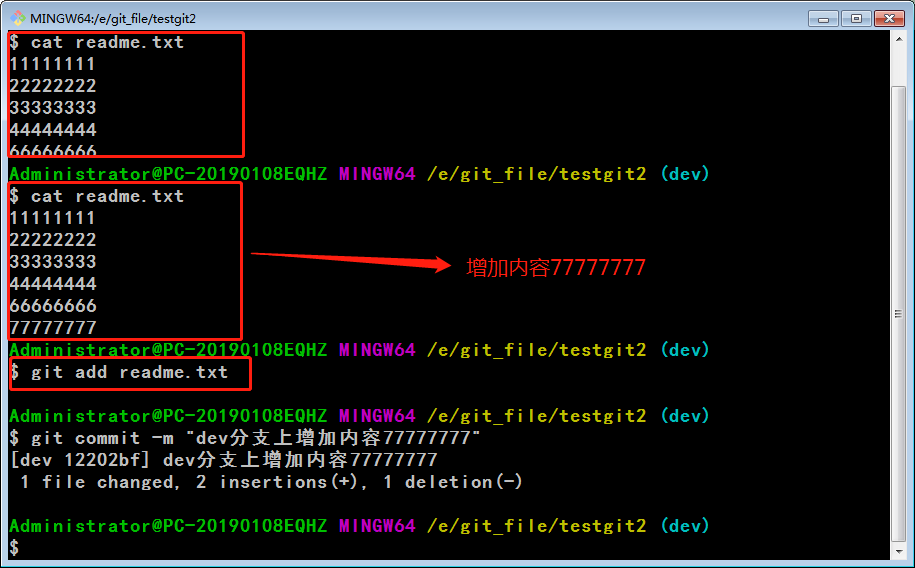 MINGW64:/e/git_file/testgit2
$ cat readme.txt
11111111
22222222
33333333
44444444
66666666
Administrator@PC-20190108EQHZ MINGW64 /e/git_file/testgit2 (dev)
$ cat readme.txt
11111111
22222222
33333333
44444444
66666666
77777777
增加内容77777777
Administrator@PC-20190108EQHZ MINGW64 /e/git_file/testgit2 (dev)
$ git add readme.txt
Administrator@PC-20190108EQHZ MINGW64 /e/git_file/testgit2 (dev)
$ git commit -m "dev分支上增加内容77777777"
[dev 12202bf] dev分支上增加内容77777777
1 file changed, 2 insertions(+), 1 deletion(-)
Administrator@PC-20190108EQHZ MINGW64 /e/git_file/testgit2 (dev)
$